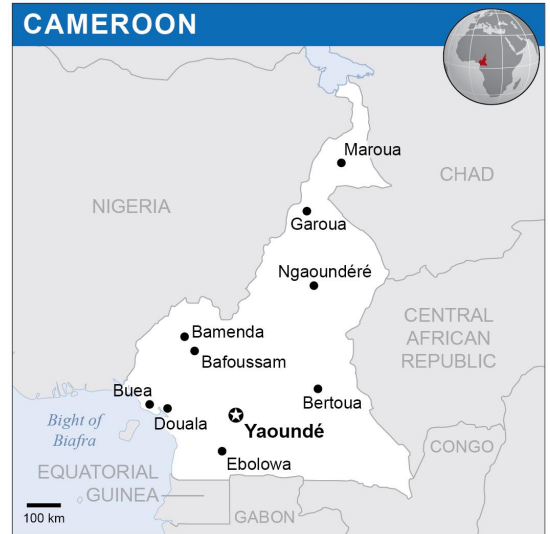 CAMEROON
Maroua
CHAD
NIGERIA
Garoua
Ngaoundéré
CENTRAL
AFRICAN
REPUBLIC
Bamenda
Bafoussam
Buea
Bertoua
Douala
Bight of
Biafra
Yaoundé
CONGO
Ebolowa
EQUATORIAL
GUINEA
GABON
100 km